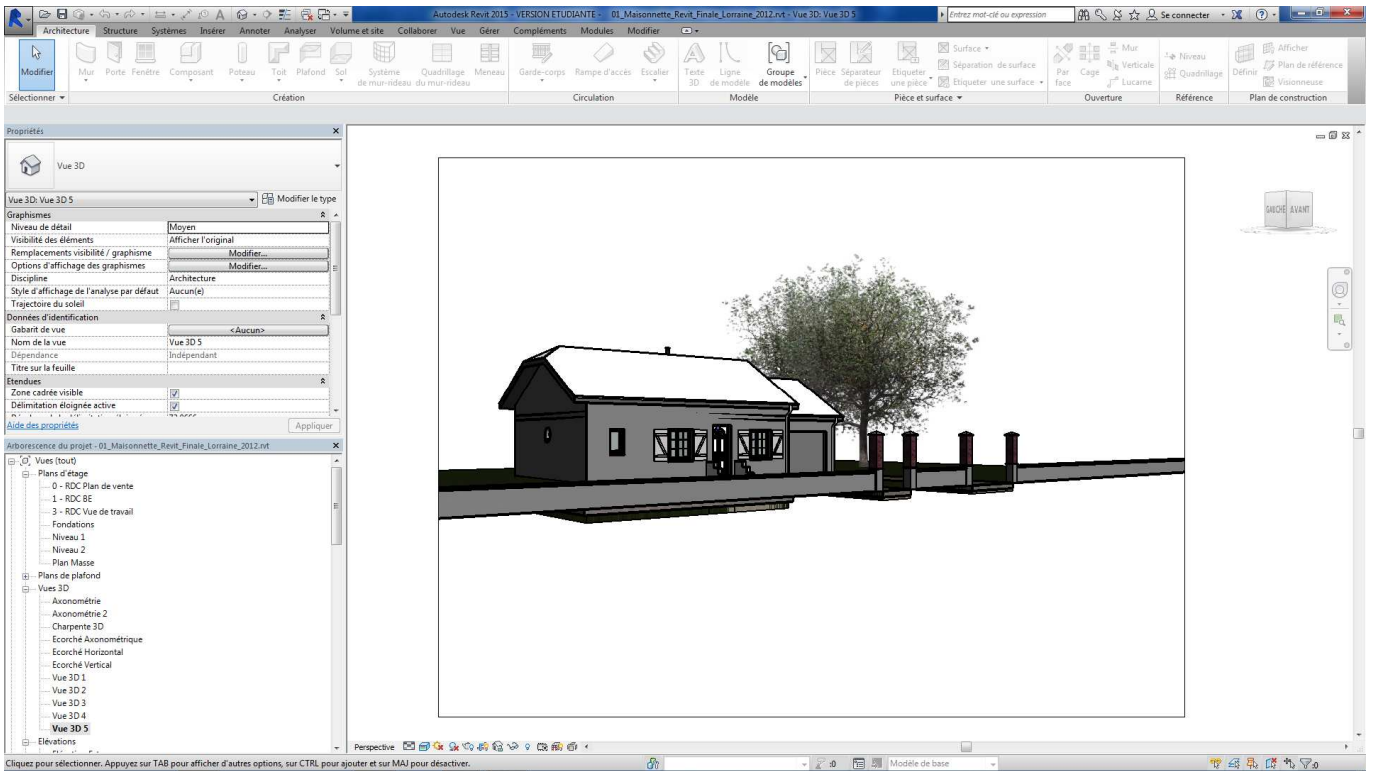 Autodesk Revit 2015 - VERSION ETUDIANTE - 01_Maisonnette_Revit_Finale_Lorraine_2012.rvt - Vue 3D: Vue 3D 5
Entrez mot-clé ou expression
Se connecter
Architecture Structure Systèmes Insérer Annoter Analyser Volume et site Collaborer Vue Gérer Compléments Modules Modifier
Modifier
Mur Porte Fenêtre Composant Poteau Toit Plafond Sol
Système de mur-rideau Quadrillage du mur-rideau Meneau
Garde-corps Rampe d'accès Escalier
Texte 3D Ligne de modèle Groupe de modèles
Pièce Séparateur de pièces Etiqueter une pièce
Surface
Séparation de surface
Etiqueter une surface
Par face Cage Mur
Verticale
Lucarne
Niveau
Quadrillage
Définir
Afficher
Plan de référence
Visionneuse
Sélectionner Création Circulation Modèle Pièce et surface Ouverture Référence Plan de construction
Propriétés
Vue 3D
Vue 3D: Vue 3D 5 Modifier le type
Graphismes
Niveau de détail Moyen
Visibilité des éléments Afficher l'original
Remplacements visibilité / graphisme Modifier...
Options d'affichage des graphismes Modifier...
Discipline Architecture
Style d'affichage de l'analyse par défaut Aucun(e)
Trajectoire du soleil
Données d'identification
Gabarit de vue <Aucun>
Nom de la vue Vue 3D 5
Dépendance Indépendant
Titre sur la feuille
Etendues
Zone cadrée visible
Délimitation éloignée active
Aide des propriétés Appliquer
Arborescence du projet - 01_Maisonnette_Revit_Finale_Lorraine_2012.rvt
Vues (tout)
Plans d'étage
0 - RDC Plan de vente
1 - RDC BE
3 - RDC Vue de travail
Fondations
Niveau 1
Niveau 2
Plan Masse
Plans de plafond
Vues 3D
Axonométrie
Axonométrie 2
Charpente 3D
Ecorché Axonométrique
Ecorché Horizontal
Ecorché Vertical
Vue 3D 1
Vue 3D 2
Vue 3D 3
Vue 3D 4
Vue 3D 5
Elévations
GAUCHE AVANT
Perspective
Cliquez pour sélectionner. Appuyez sur TAB pour afficher d'autres options, sur CTRL pour ajouter et sur MAJ pour désactiver.
:0
Modèle de base
:0